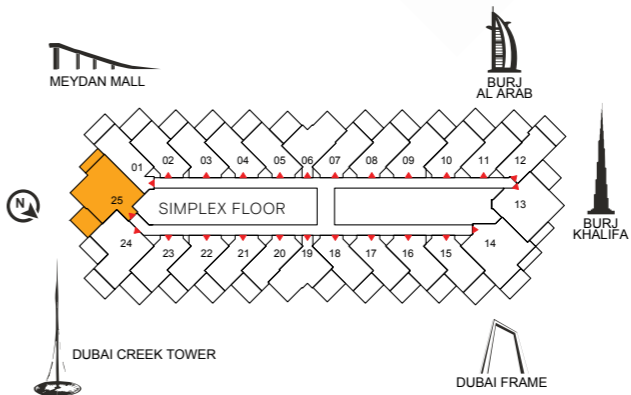 MEYDAN MALL
BURJ
AL ARAB
01 02 03 04 05 06 07 08 09 10 11 12
N
25 SIMPLEX FLOOR 13
BURJ
KHALIFA
24 23 22 21 20 19 18 17 16 15 14
DUBAI CREEK TOWER
DUBAI FRAME